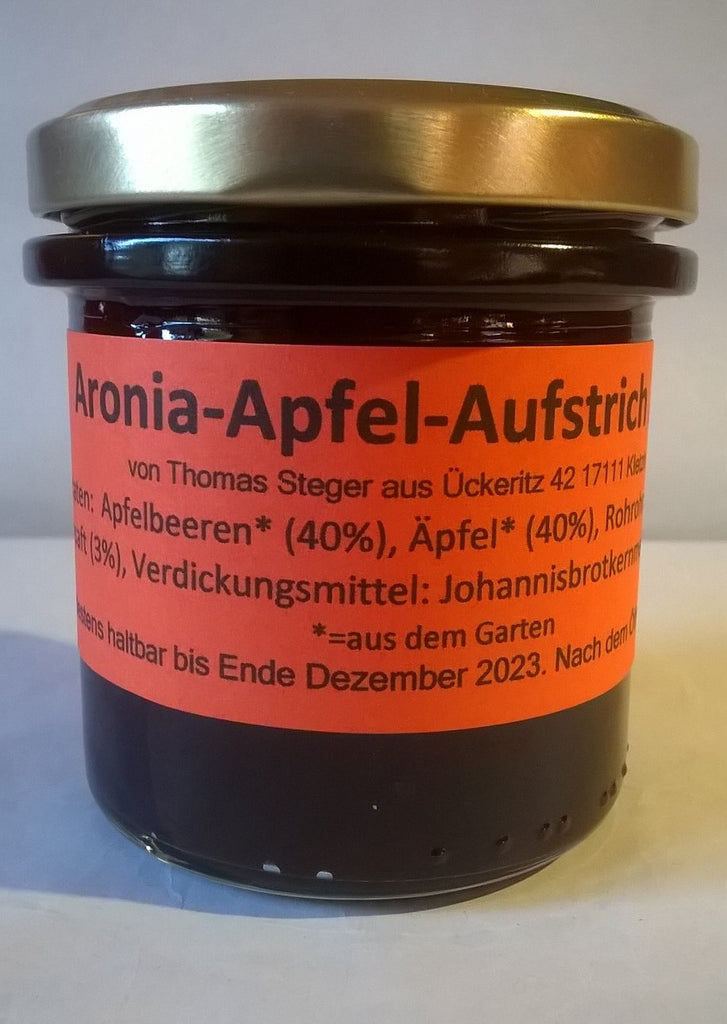 Aronia-Apfel-Aufstrich
von Thomas Steger aus Ückeritz 42 17111
Apfelbeeren* (40%), Äpfel* (40%),
(3%), Verdickungsmittel:
*=aus dem Garten
haltbar bis Ende Dezember 2023. Nach dem